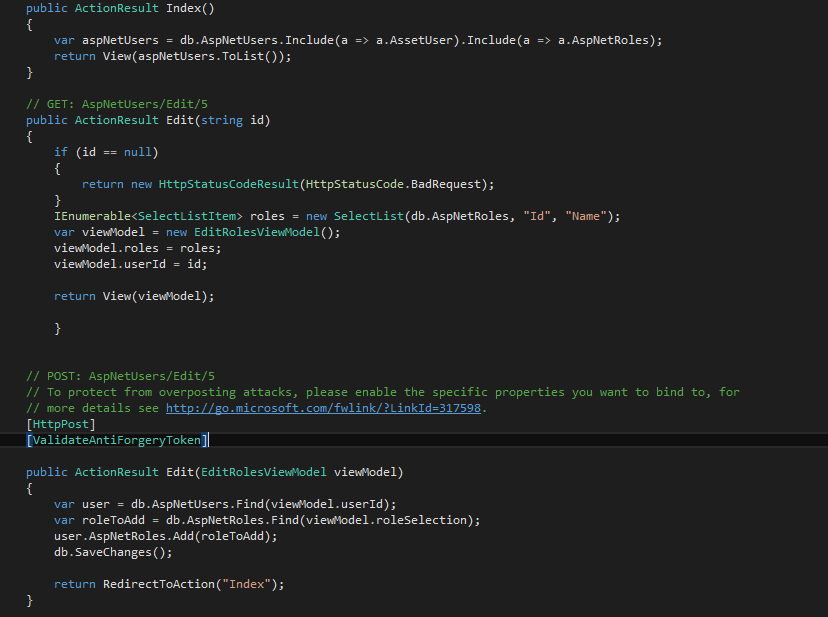 public ActionResult Index()
{
    var aspNetUsers = db.AspNetUsers.Include(a => a.AssetUser).Include(a => a.AspNetRoles);
    return View(aspNetUsers.ToList());
}
// GET: AspNetUsers/Edit/5
public ActionResult Edit(string id)
{
    if (id == null)
    {
        return new HttpStatusCodeResult(HttpStatusCode.BadRequest);
    }
    IEnumerable<SelectListItem> roles = new SelectList(db.AspNetRoles, "Id", "Name");
    var viewModel = new EditRolesViewModel();
    viewModel.roles = roles;
    viewModel.userId = id;
    return View(viewModel);
    }
// POST: AspNetUsers/Edit/5
// To protect from overposting attacks, please enable the specific properties you want to bind to, for
// more details see http://go.microsoft.com/fwlink/?LinkId=317598.
[HttpPost]
[ValidateAntiForgeryToken]
public ActionResult Edit(EditRolesViewModel viewModel)
{
    var user = db.AspNetUsers.Find(viewModel.userId);
    var roleToAdd = db.AspNetRoles.Find(viewModel.roleSelection);
    user.AspNetRoles.Add(roleToAdd);
    db.SaveChanges();
    return RedirectToAction("Index");
}